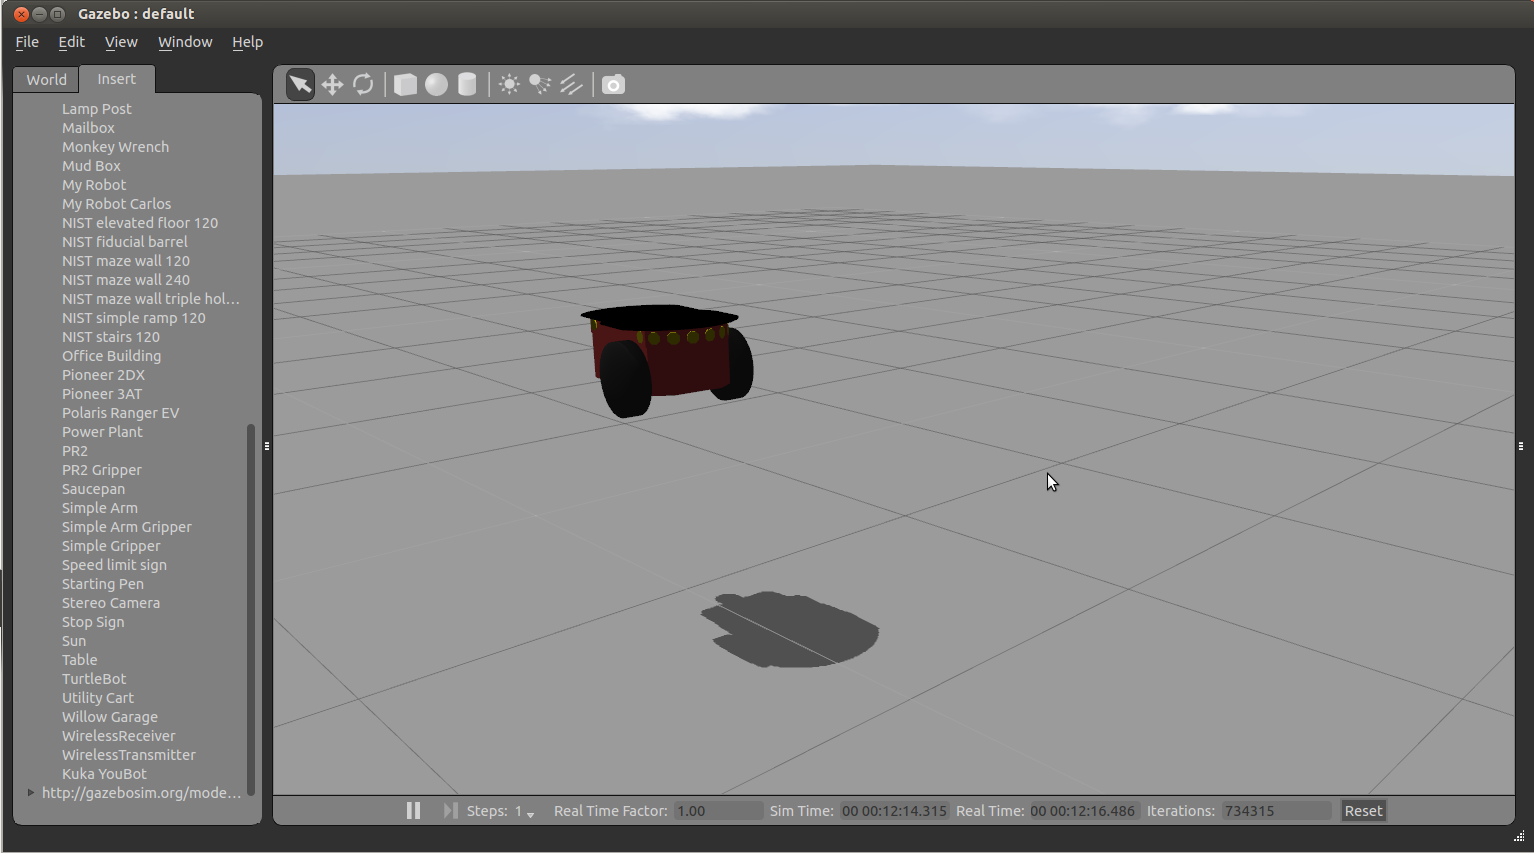 Gazebo : default
File Edit View Window Help
World Insert
Lamp Post
Mailbox
Monkey Wrench
Mud Box
My Robot
My Robot Carlos
NIST elevated floor 120
NIST fiducial barrel
NIST maze wall 120
NIST maze wall 240
NIST maze wall triple hol...
NIST simple ramp 120
NIST stairs 120
Office Building
Pioneer 2DX
Pioneer 3AT
Polaris Ranger EV
Power Plant
PR2
PR2 Gripper
Saucepan
Simple Arm
Simple Arm Gripper
Simple Gripper
Speed limit sign
Starting Pen
Stereo Camera
Stop Sign
Sun
Table
TurtleBot
Utility Cart
Willow Garage
WirelessReceiver
WirelessTransmitter
Kuka YouBot
http://gazebosim.org/mode...
Steps: 1 Real Time Factor: 1.00 Sim Time: 00 00:12:14.315 Real Time: 00 00:12:16.486 Iterations: 734315 Reset